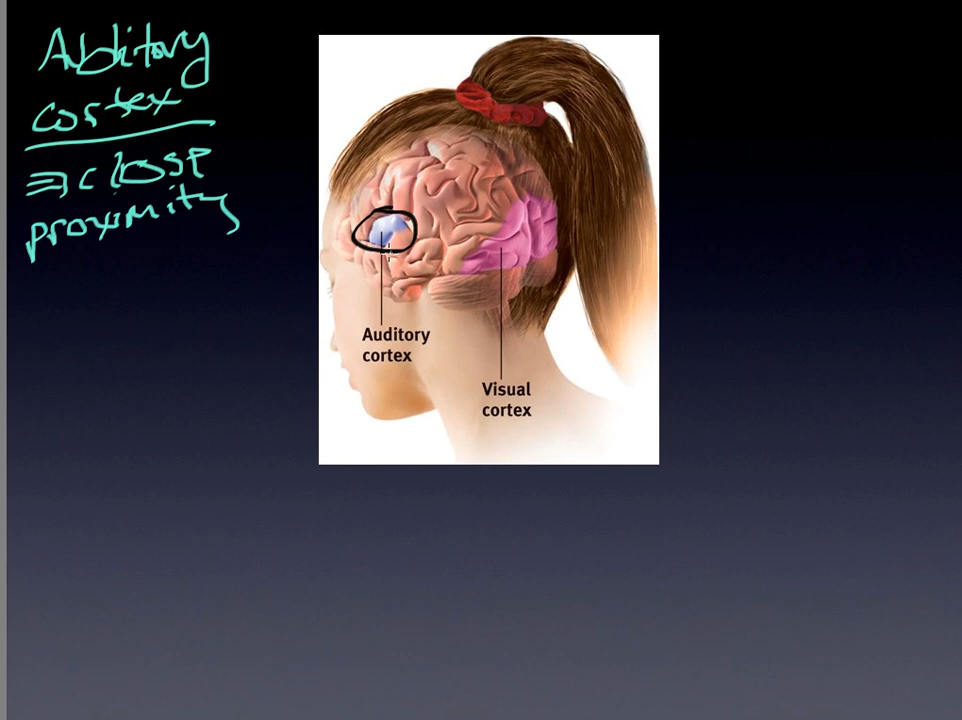 Auditory
cortex
⇒ close
proximity
Auditory
cortex
Visual
cortex